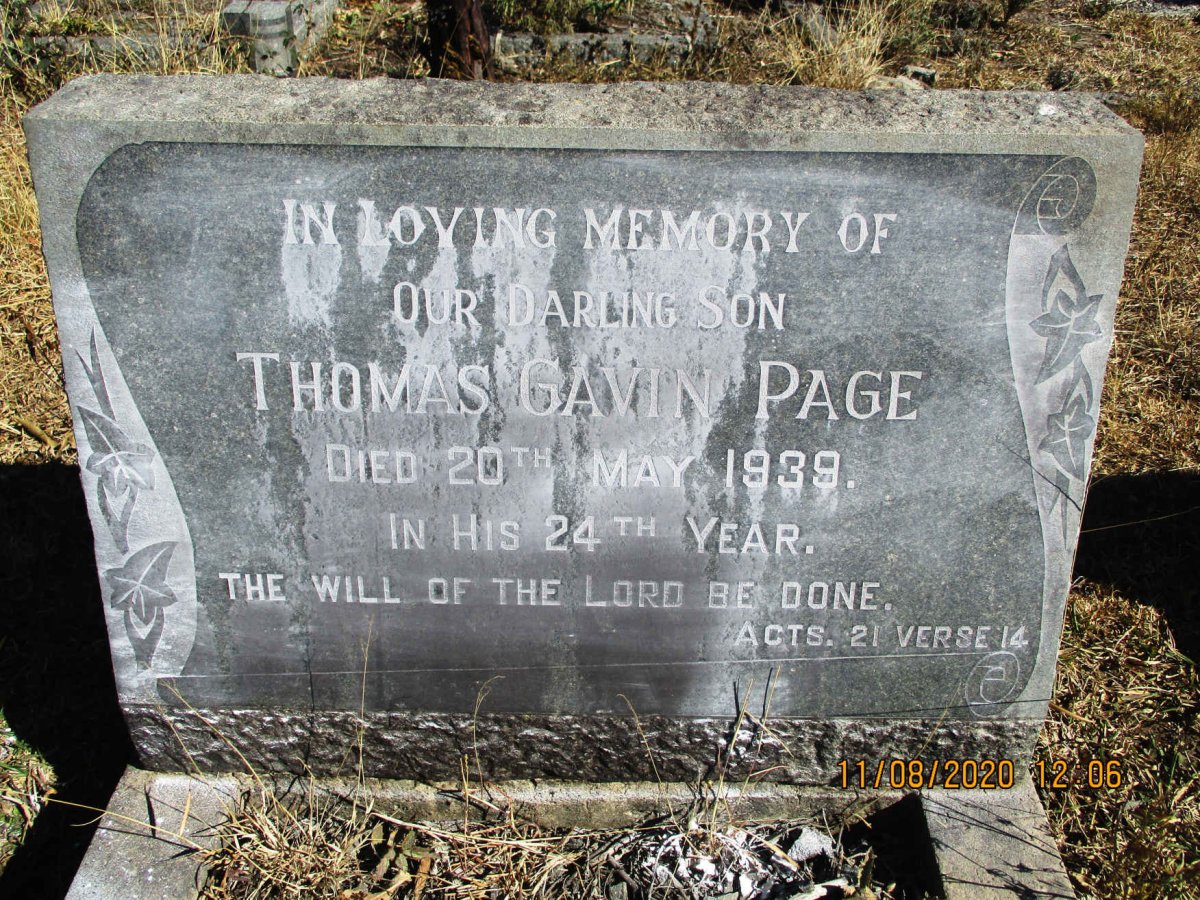 IN LOVING MEMORY OF
OUR DARLING SON
THOMAS GAVIN PAGE
DIED 20TH MAY 1939.
IN HIS 24TH YEAR.
THE WILL OF THE LORD BE DONE.
ACTS. 21 VERSE 14
11/08/2020 12:06